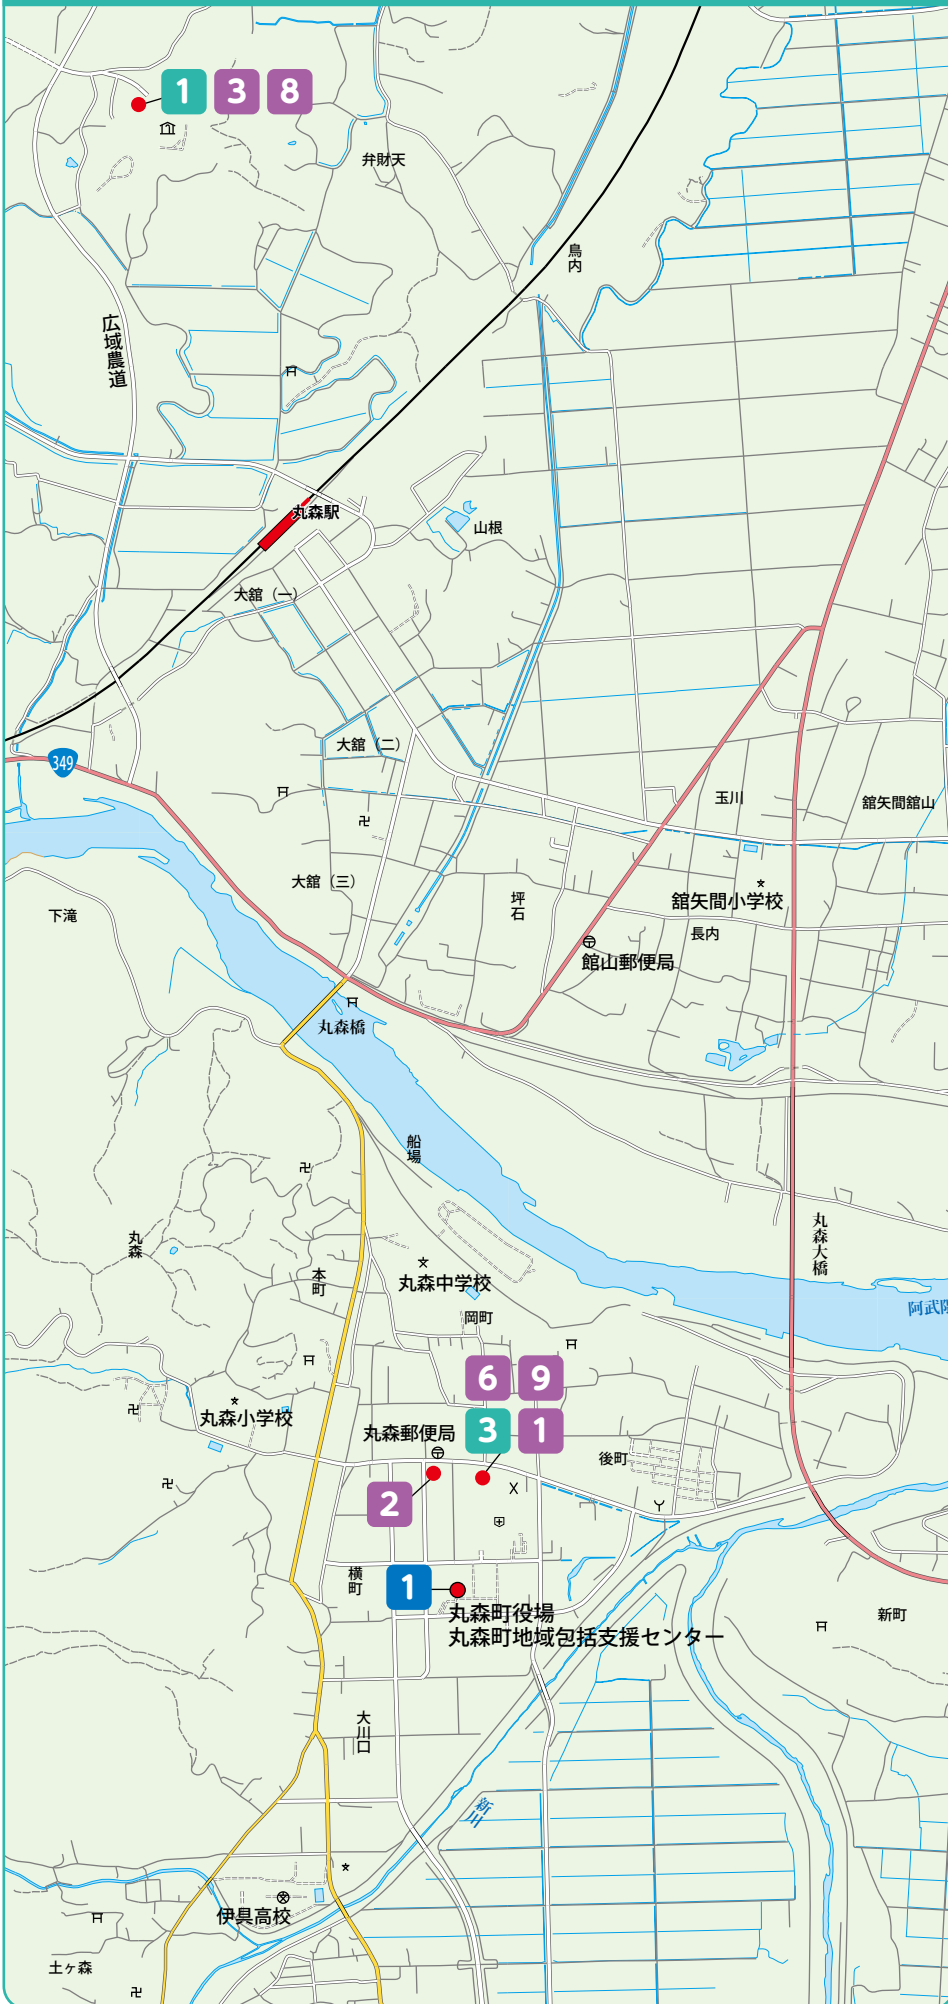 1 3 8
弁財天
鳥内
広域農道
丸森駅
山根
大舘（一）
大舘（二）
349
玉川
舘矢間舘山
大舘（三）
舘矢間小学校
坪石
下滝
長内
館山郵便局
丸森橋
船場
丸森
丸森大橋
本町
丸森中学校
阿武隈
岡町
6 9
丸森小学校
丸森郵便局
3 1
後町
2
横町
1
丸森町役場
丸森町地域包括支援センター
新町
大川口
新川
伊具高校
土ヶ森